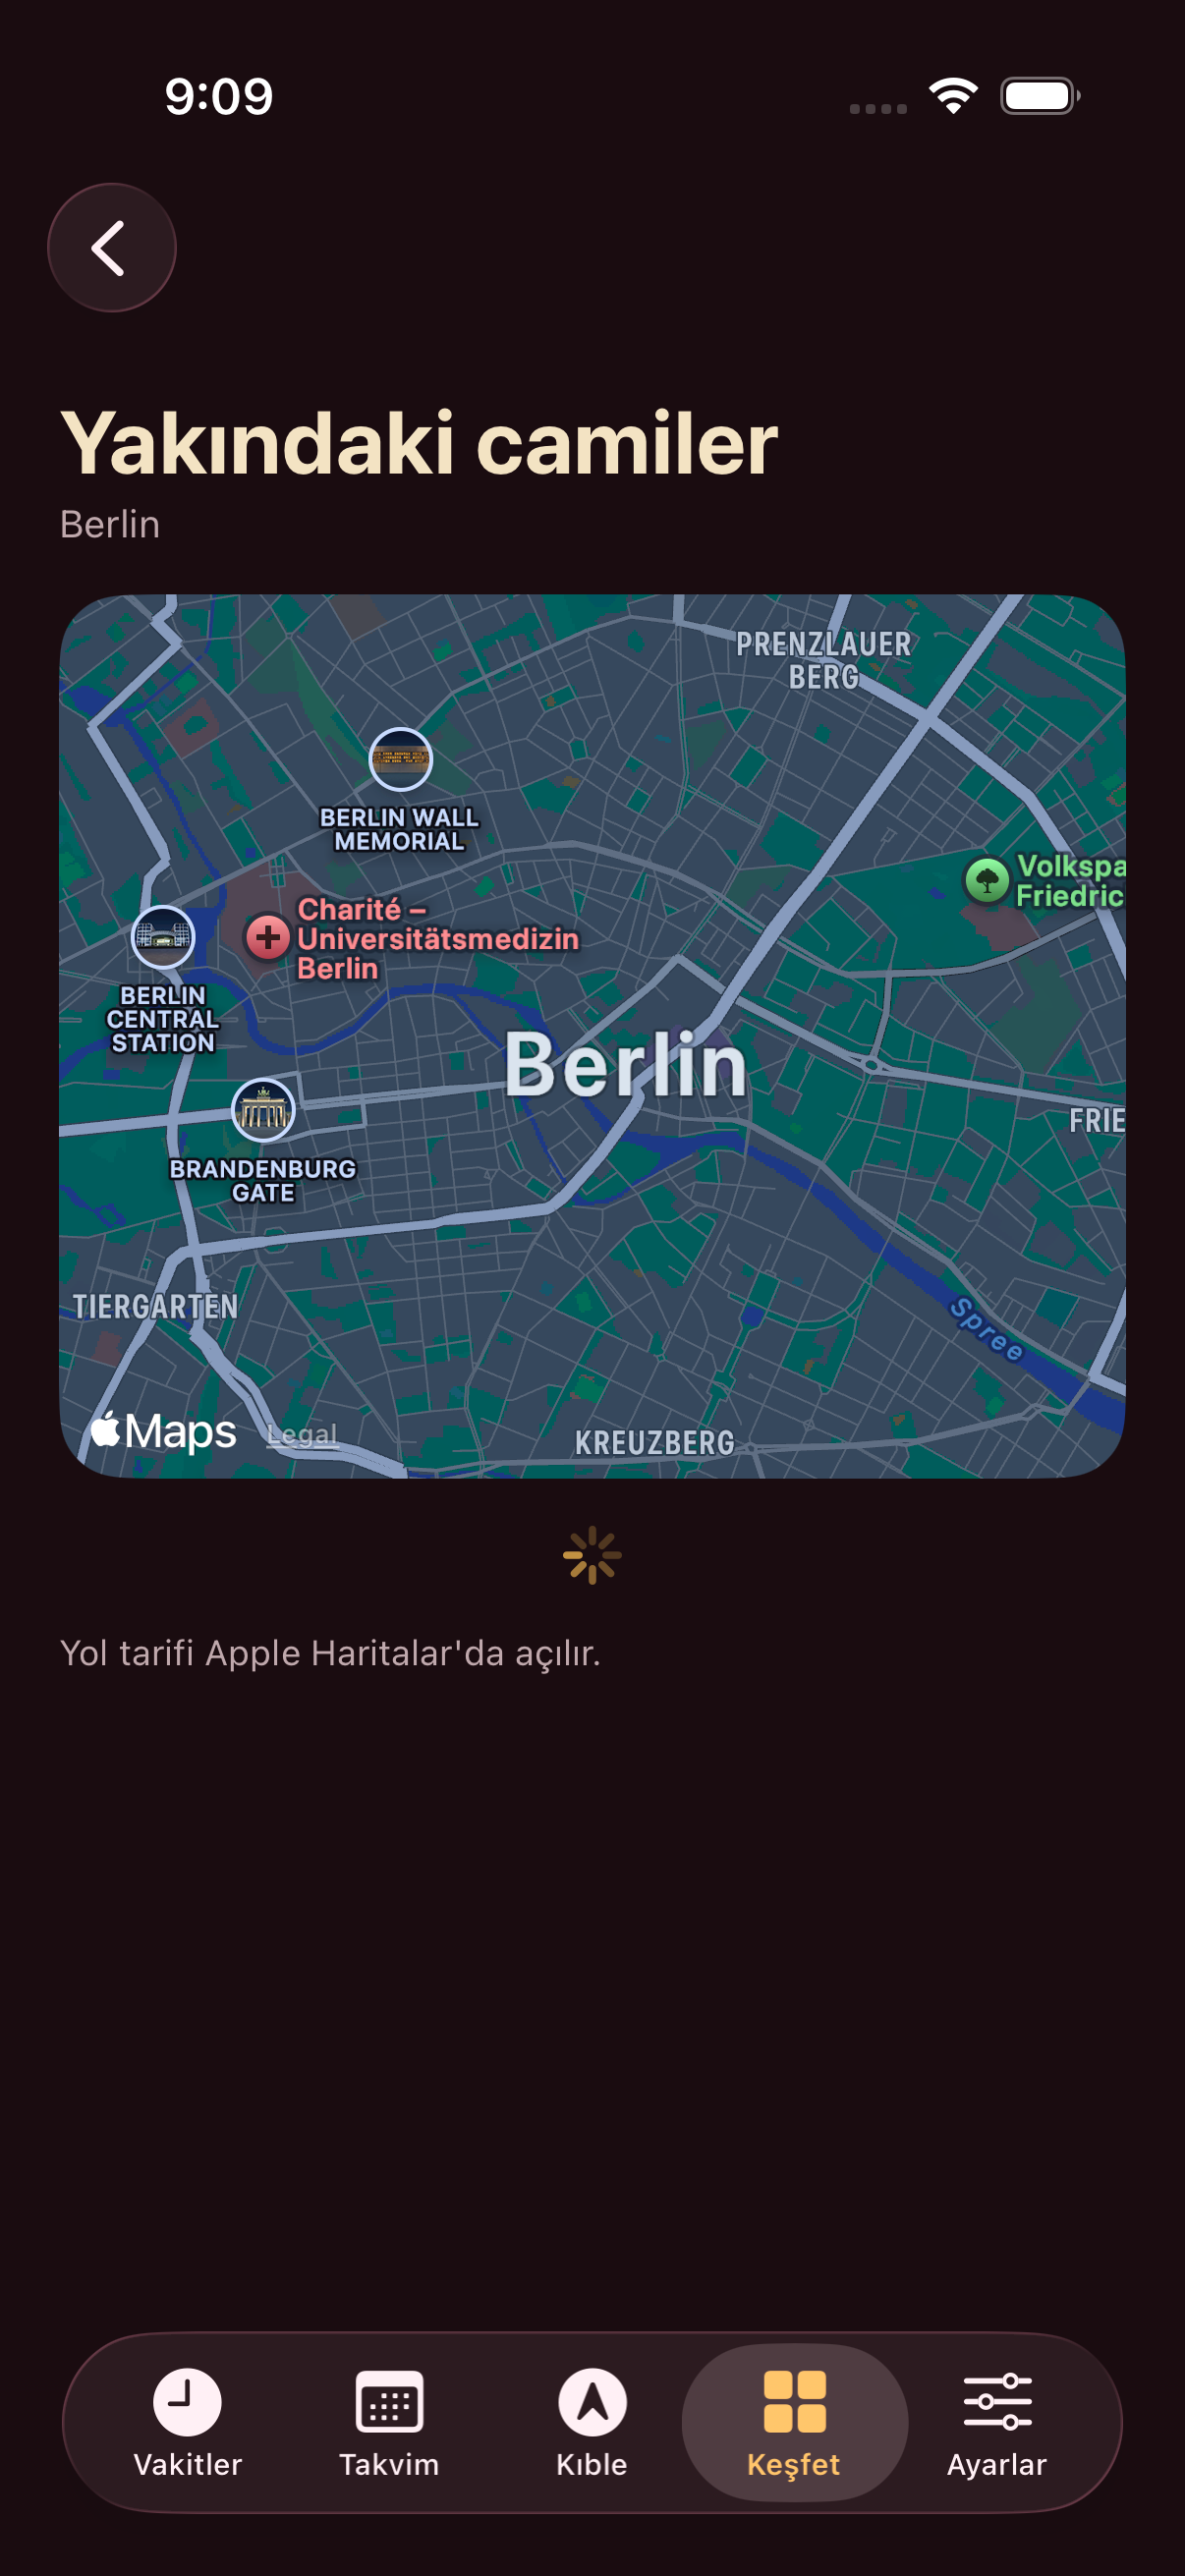 9:09
Yakındaki camiler
Berlin
PRENZLAUER
BERG
BERLIN WALL
MEMORIAL
Volkspa
Friedric
Charité –
Universitätsmedizin
Berlin
BERLIN
CENTRAL
STATION
Berlin
FRIE
BRANDENBURG
GATE
TIERGARTEN
Spree
Maps
Legal
KREUZBERG
Yol tarifi Apple Haritalar'da açılır.
Vakitler
Takvim
Kıble
Keşfet
Ayarlar